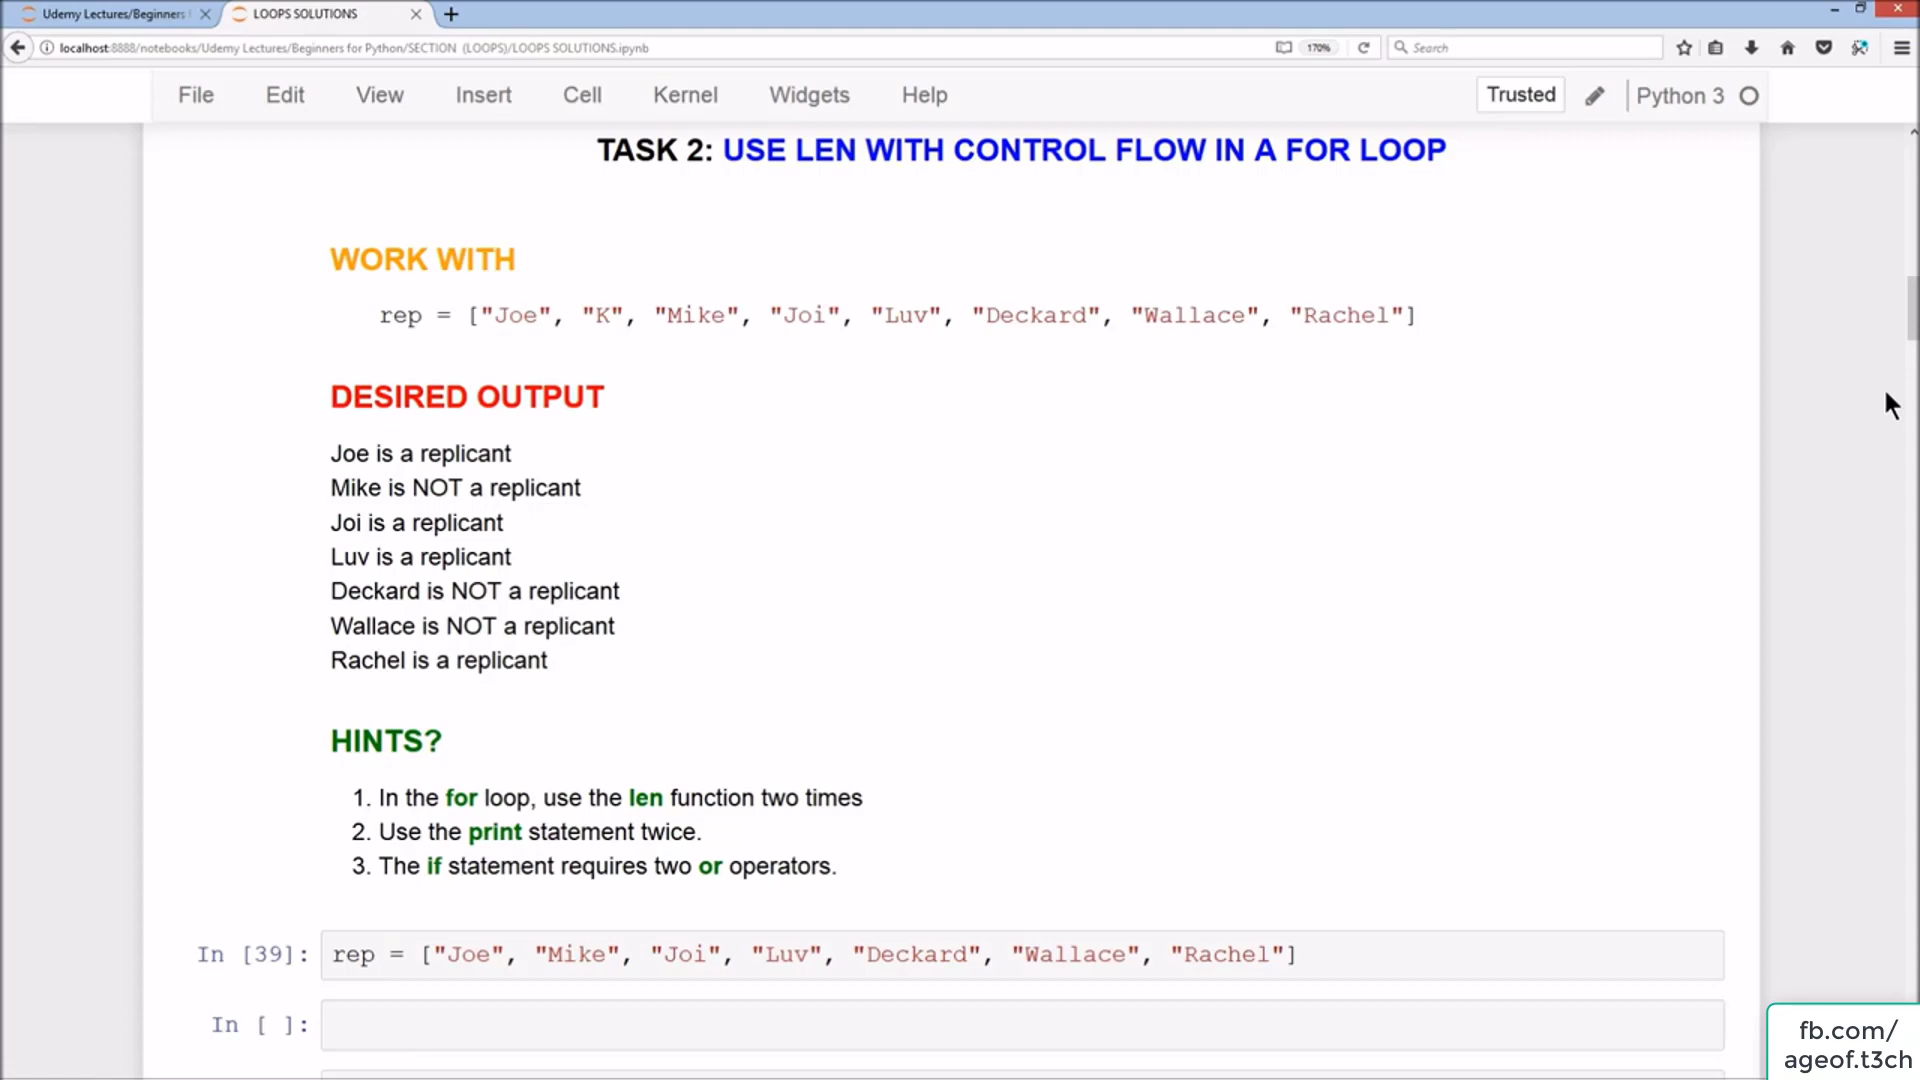 Udemy Lectures/Beginners
LOOPS SOLUTIONS
localhost:8888/notebooks/Udemy Lectures/Beginners for Python/SECTION (LOOPS)/LOOPS SOLUTIONS.ipynb
170%
Search
File Edit View Insert Cell Kernel Widgets Help
Trusted
Python 3
TASK 2: USE LEN WITH CONTROL FLOW IN A FOR LOOP
WORK WITH
rep = ["Joe", "K", "Mike", "Joi", "Luv", "Deckard", "Wallace", "Rachel"]
DESIRED OUTPUT
Joe is a replicant
Mike is NOT a replicant
Joi is a replicant
Luv is a replicant
Deckard is NOT a replicant
Wallace is NOT a replicant
Rachel is a replicant
HINTS?
1. In the for loop, use the len function two times
2. Use the print statement twice.
3. The if statement requires two or operators.
In [39]: rep = ["Joe", "Mike", "Joi", "Luv", "Deckard", "Wallace", "Rachel"]
In [ ]:
fb.com/
ageof.t3ch